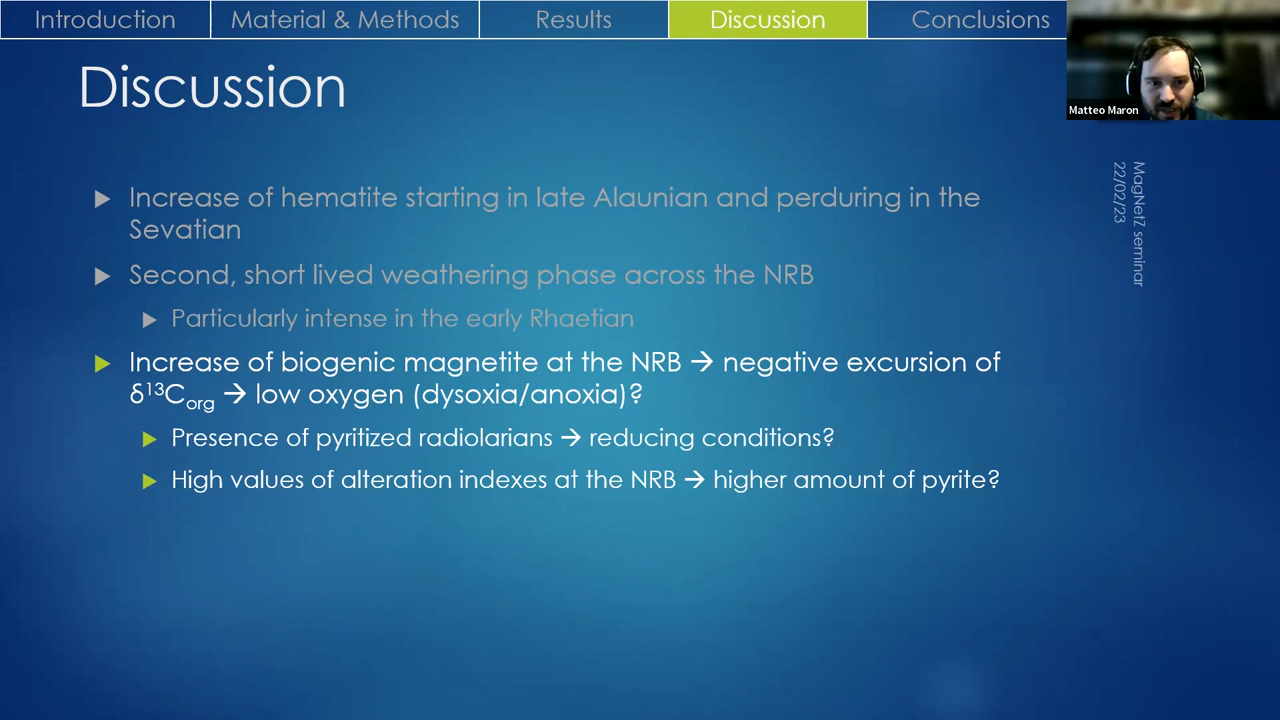 Introduction
Material & Methods
Results
Discussion
Conclusions
Matteo Maron
Discussion
MagNetZ seminar
22/02/23
Increase of hematite starting in late Alaunian and perduring in the
Sevatian
Second, short lived weathering phase across the NRB
Particularly intense in the early Rhaetian
Increase of biogenic magnetite at the NRB → negative excursion of
δ¹³Cₒᵣg → low oxygen (dysoxia/anoxia)?
Presence of pyritized radiolarians → reducing conditions?
High values of alteration indexes at the NRB → higher amount of pyrite?